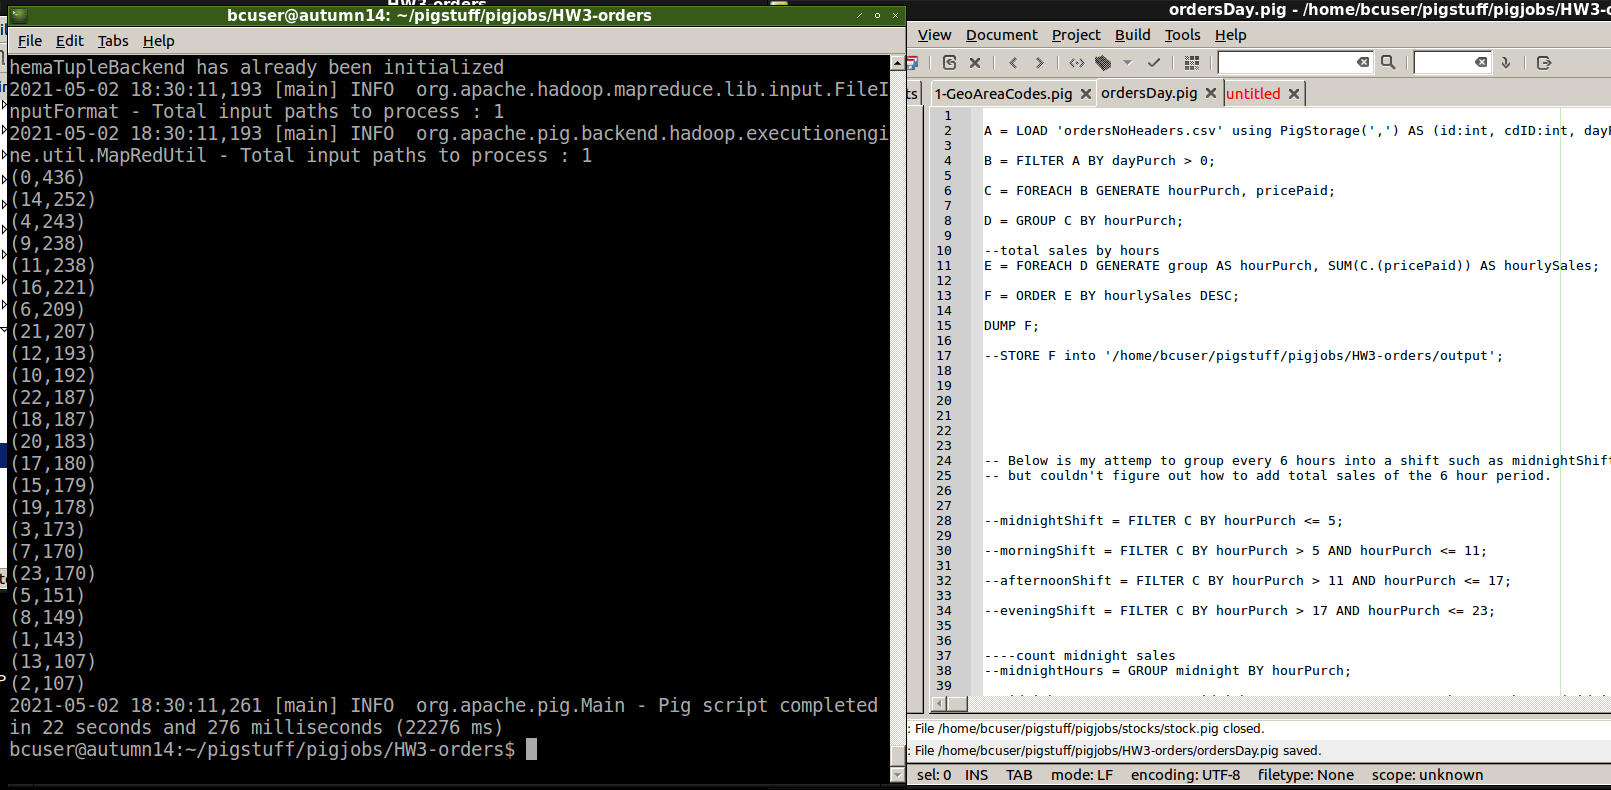 bcuser@autumn14: ~/pigstuff/pigjobs/HW3-orders
File Edit Tabs Help
hemaTupleBackend has already been initialized
2021-05-02 18:30:11,193 [main] INFO  org.apache.hadoop.mapreduce.lib.input.FileI
nputFormat - Total input paths to process : 1
2021-05-02 18:30:11,193 [main] INFO  org.apache.pig.backend.hadoop.executionengi
ne.util.MapRedUtil - Total input paths to process : 1
(0,436)
(14,252)
(4,243)
(9,238)
(11,238)
(16,221)
(6,209)
(21,207)
(12,193)
(10,192)
(22,187)
(18,187)
(20,183)
(17,180)
(15,179)
(19,178)
(3,173)
(7,170)
(23,170)
(5,151)
(8,149)
(1,143)
(13,107)
(2,107)
2021-05-02 18:30:11,261 [main] INFO  org.apache.pig.Main - Pig script completed
in 22 seconds and 276 milliseconds (22276 ms)
bcuser@autumn14:~/pigstuff/pigjobs/HW3-orders$
ordersDay.pig - /home/bcuser/pigstuff/pigjobs/HW3-o
View Document Project Build Tools Help
ts 1-GeoAreaCodes.pig ordersDay.pig untitled
1
2 A = LOAD 'ordersNoHeaders.csv' using PigStorage(',') AS (id:int, cdID:int, dayP
3
4 B = FILTER A BY dayPurch > 0;
5
6 C = FOREACH B GENERATE hourPurch, pricePaid;
7
8 D = GROUP C BY hourPurch;
9
10 --total sales by hours
11 E = FOREACH D GENERATE group AS hourPurch, SUM(C.(pricePaid)) AS hourlySales;
12
13 F = ORDER E BY hourlySales DESC;
14
15 DUMP F;
16
17 --STORE F into '/home/bcuser/pigstuff/pigjobs/HW3-orders/output';
18
19
20
21
22
23
24 -- Below is my attemp to group every 6 hours into a shift such as midnightShift
25 -- but couldn't figure out how to add total sales of the 6 hour period.
26
27
28 --midnightShift = FILTER C BY hourPurch <= 5;
29
30 --morningShift = FILTER C BY hourPurch > 5 AND hourPurch <= 11;
31
32 --afternoonShift = FILTER C BY hourPurch > 11 AND hourPurch <= 17;
33
34 --eveningShift = FILTER C BY hourPurch > 17 AND hourPurch <= 23;
35
36
37 ----count midnight sales
38 --midnightHours = GROUP midnight BY hourPurch;
39
: File /home/bcuser/pigstuff/pigjobs/stocks/stock.pig closed.
: File /home/bcuser/pigstuff/pigjobs/HW3-orders/ordersDay.pig saved.
sel: 0 INS TAB mode: LF encoding: UTF-8 filetype: None scope: unknown